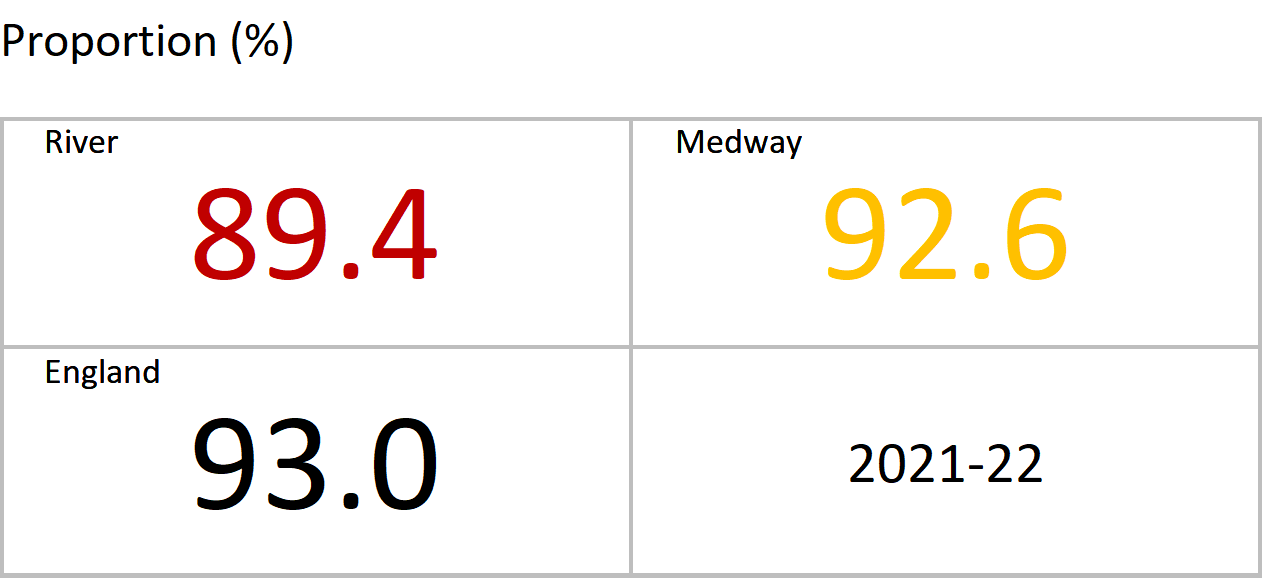 Proportion (%)
River
Medway
89.4
92.6
England
93.0
2021-22